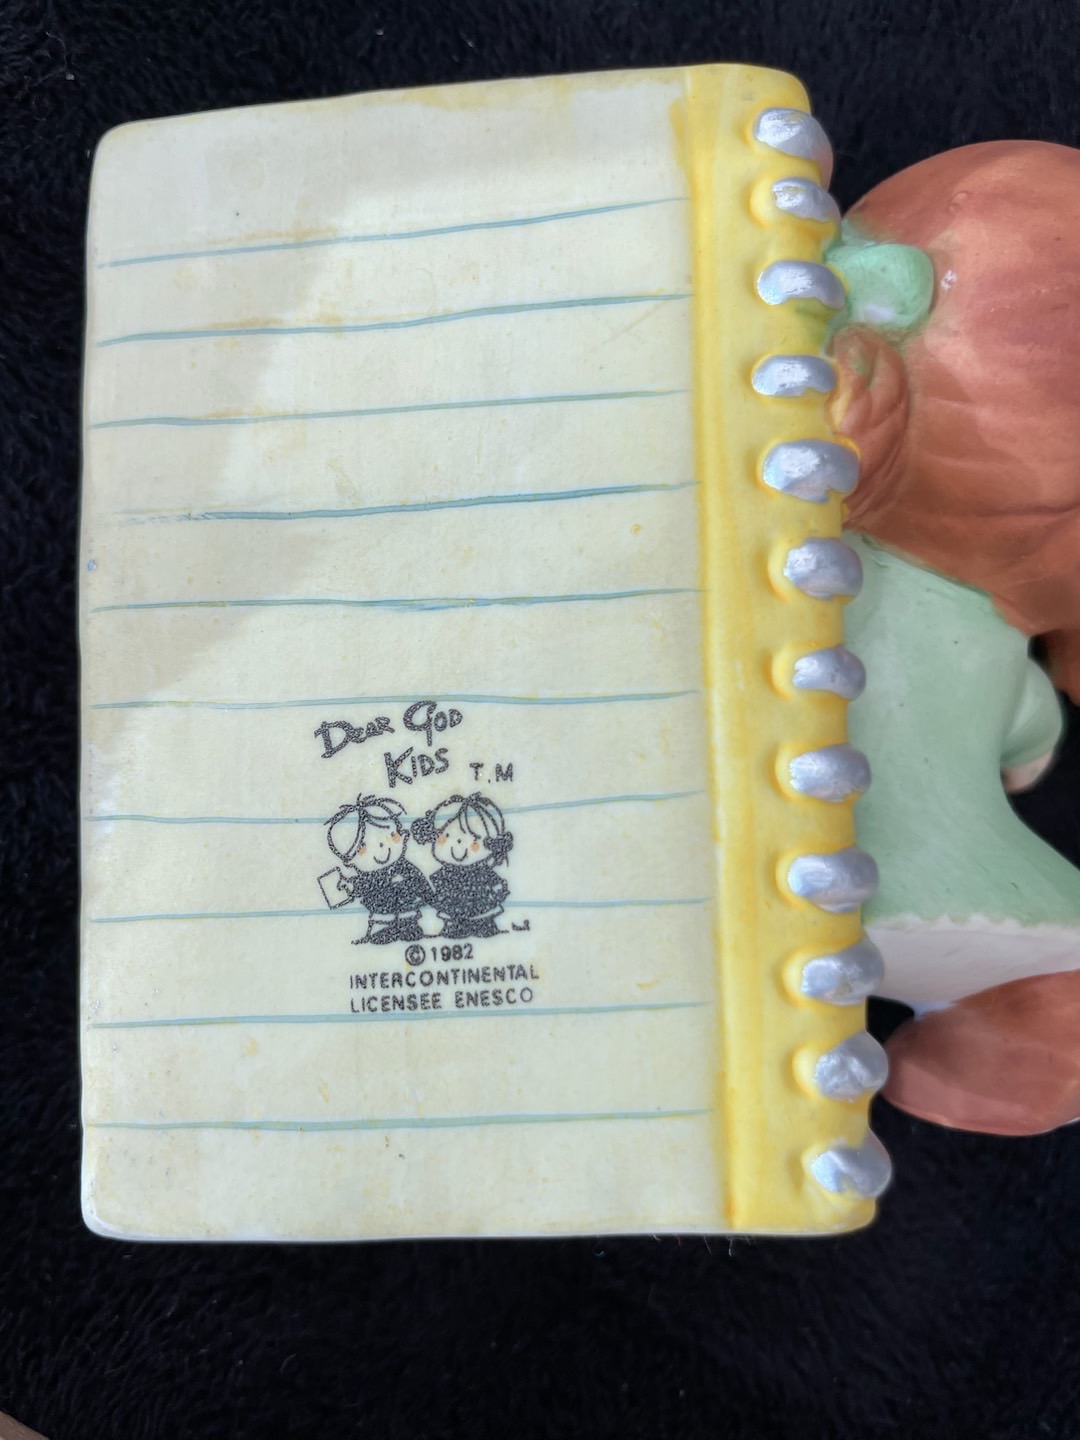 DEAR GOD
KIDS T.M
© 1982
INTERCONTINENTAL
LICENSEE ENESCO